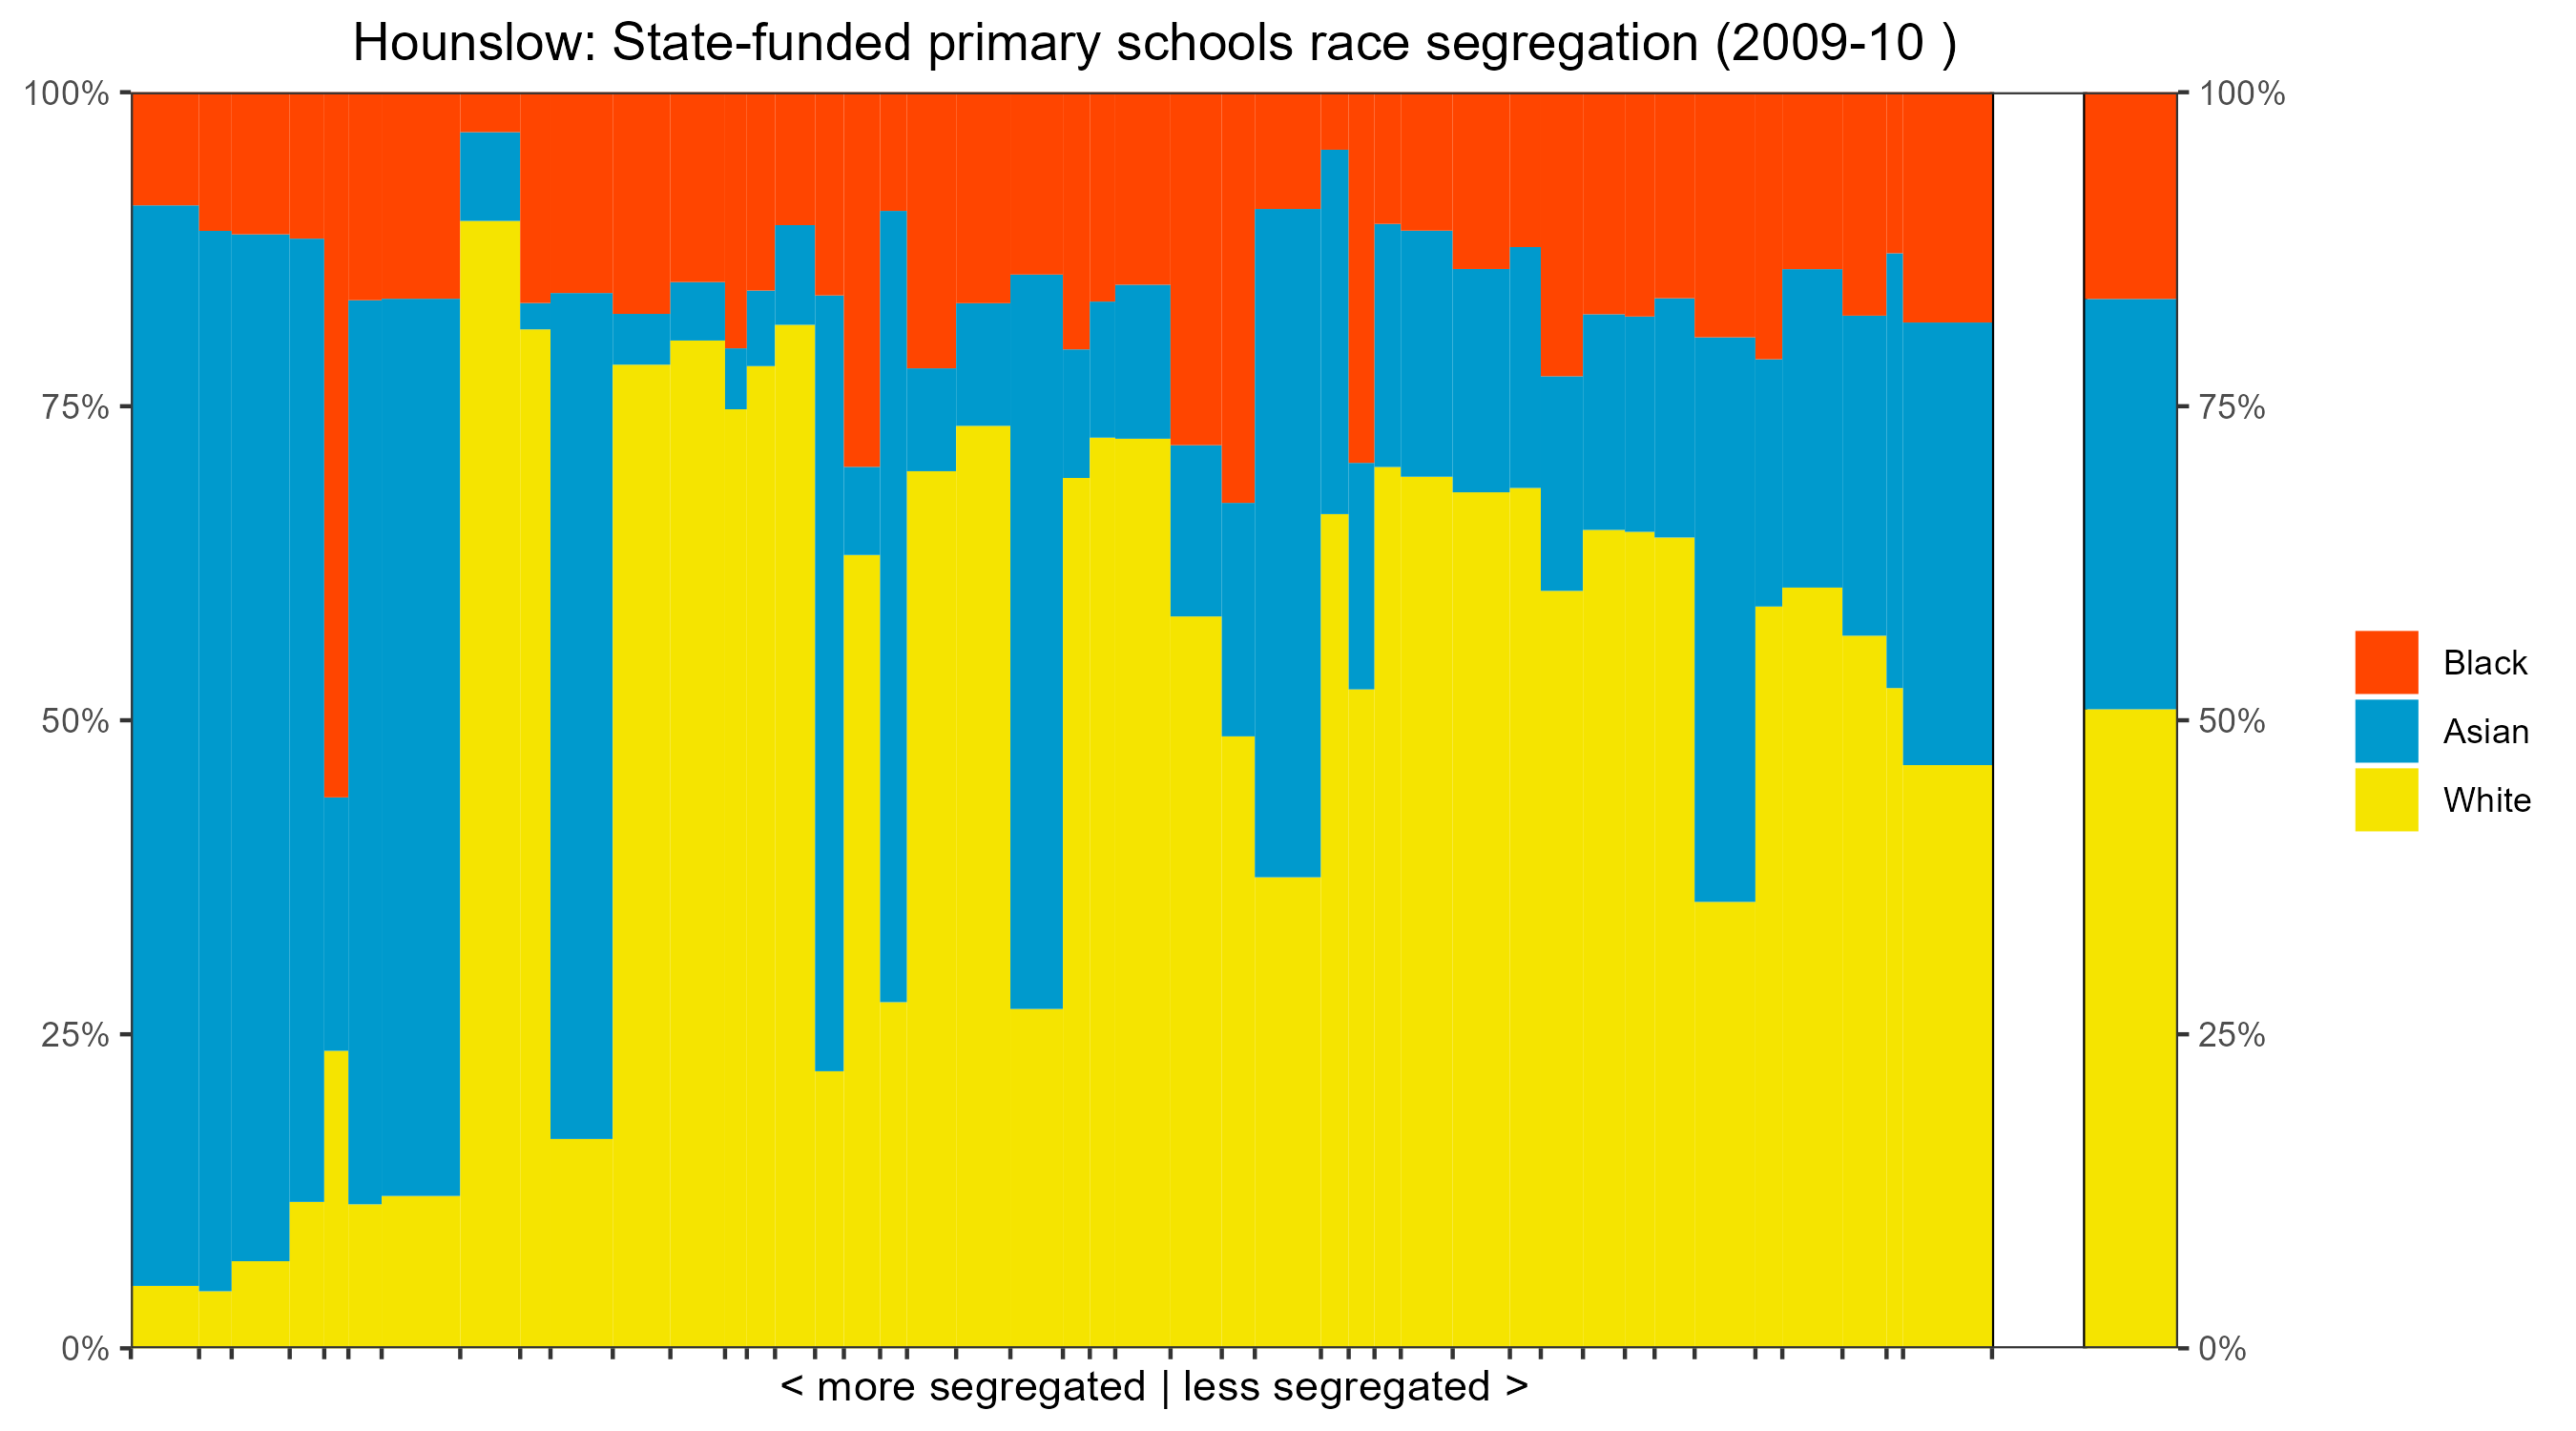 Hounslow: State-funded primary schools race segregation (2009-10 )
100%
75%
50%
25%
0%
100%
75%
50%
25%
0%
Black
Asian
White
< more segregated | less segregated >